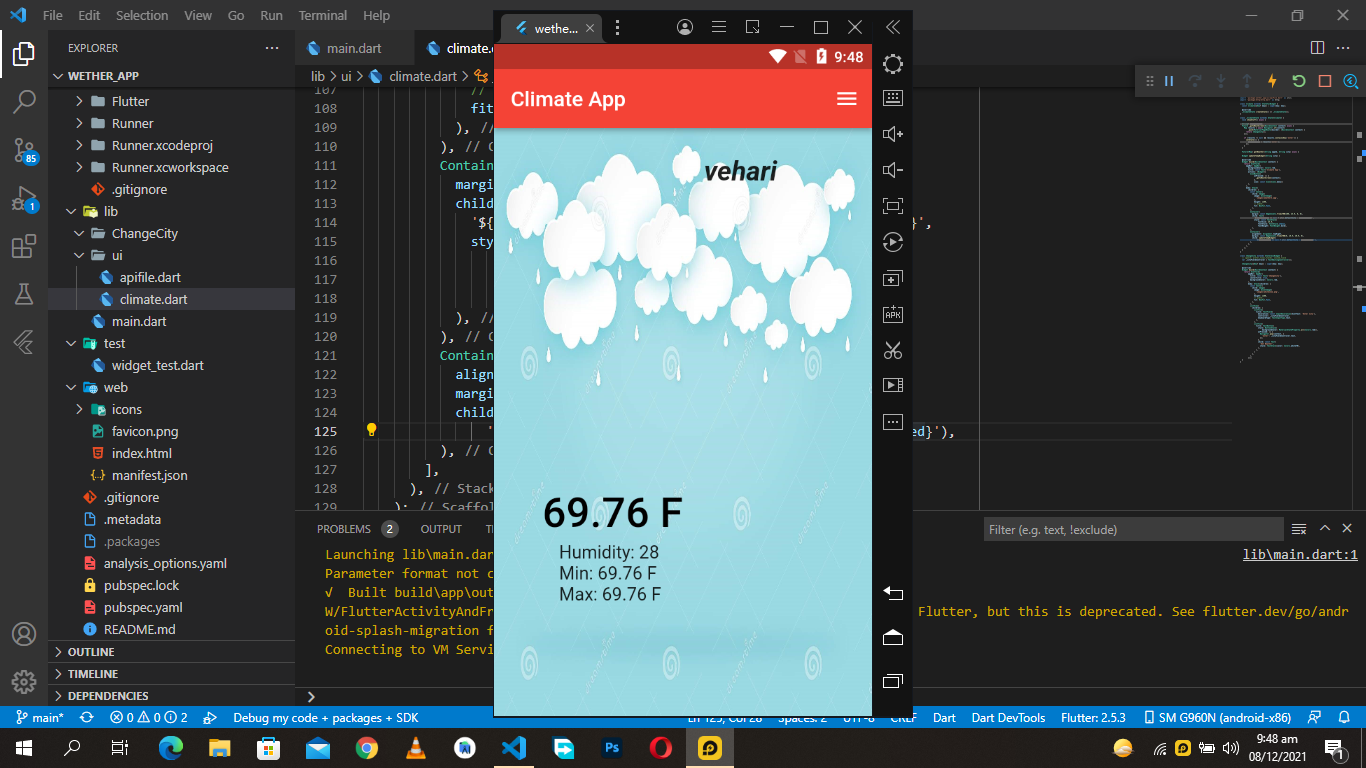 File Edit Selection View Go Run Terminal Help
wethe...
EXPLORER
main.dart
climate.d
9:48
WETHER_APP
lib > ui > climate.dart >
Climate App
Flutter
Runner
Runner.xcodeproj
Runner.xcworkspace
.gitignore
lib
ChangeCity
ui
apifile.dart
climate.dart
main.dart
test
widget_test.dart
web
icons
favicon.png
index.html
manifest.json
.gitignore
.metadata
.packages
analysis_options.yaml
pubspec.lock
pubspec.yaml
README.md
OUTLINE
TIMELINE
DEPENDENCIES
107 //
108 fit
109 ), //
110 ), // C
111 Contain
112 margi
113 child
114 '${ }',
115 sty
116
117
118
119 ), //
120 ), // C
121 Contain
122 align
123 margi
124 child
125 ' ed}'),
126 ), // C
127 ],
128 ), // Stack
129 ); // Scaffol
vehari
69.76 F
Humidity: 28
Min: 69.76 F
Max: 69.76 F
APK
PROBLEMS 2 OUTPUT
Filter (e.g. text, !exclude)
Launching lib\main.dar
lib\main.dart:1
Parameter format not c
√ Built build\app\out
W/FlutterActivityAndFr
Flutter, but this is deprecated. See flutter.dev/go/andr
oid-splash-migration f
Connecting to VM Servi
85
1
main* 0 0 2 Debug my code + packages + SDK
Ln 125, Col 28 Spaces: 2 UTF-8 CRLF Dart Dart DevTools Flutter: 2.5.3 SM G960N (android-x86)
Ps
9:48 am
08/12/2021
1